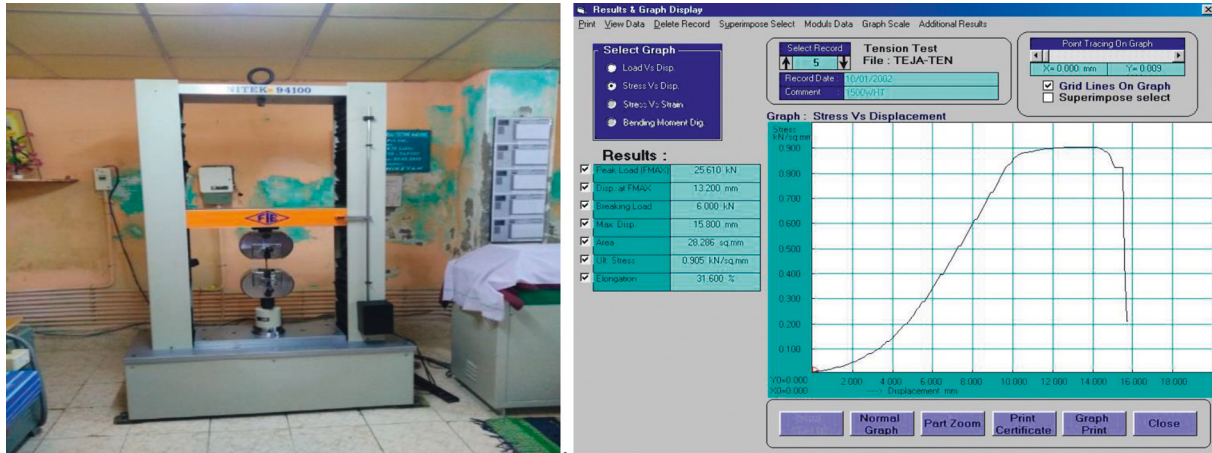 UNITEK - 94100
FIE
Results & Graph Display
Print View Data Delete Record Superimpose Select Moduls Data Graph Scale Additional Results
Select Graph
Load Vs Disp.
Stress Vs Disp.
Stress Vs Strain
Bending Moment Dig.
Select Record
5
Tension Test
File : TEJA-TEN
Record Date : 10/01/2002
Comment : 1500WHT
Point Tracing On Graph
X= 0.000 mm Y= 0.009
Grid Lines On Graph
Superimpose select
Results :
Peak Load (FMAX) 25.610 kN
Disp. at FMAX 13.200 mm
Breaking Load 6.000 kN
Max. Disp. 15.800 mm
Area 28.286 sq.mm
Ult. Stress 0.905 kN/sq.mm
Elongation 31.600 %
Graph : Stress Vs Displacement
Stress
kN/sq.mm
0.900
0.800
0.700
0.600
0.500
0.400
0.300
0.200
0.100
Y0=0.000
X0=0.000
2.000 4.000 6.000 8.000 10.000 12.000 14.000 16.000 18.000
Displacement mm
Normal Graph
Part Zoom
Print Certificate
Graph Print
Close